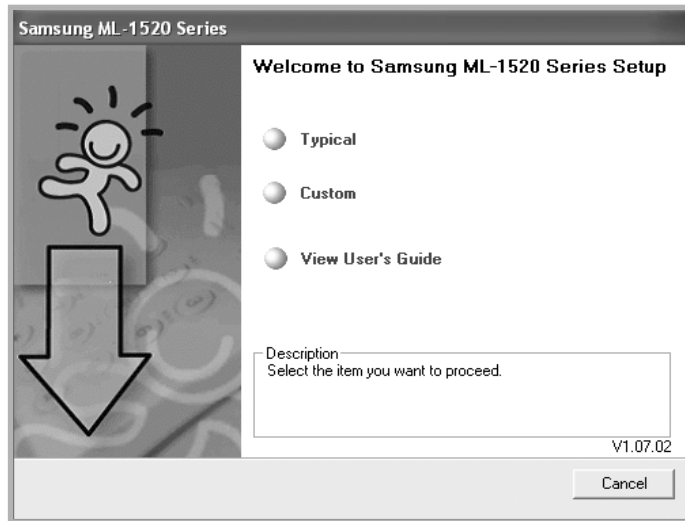 Samsung ML-1520 Series
Welcome to Samsung ML-1520 Series Setup
Typical
Custom
View User's Guide
Description
Select the item you want to proceed.
V1.07.02
Cancel